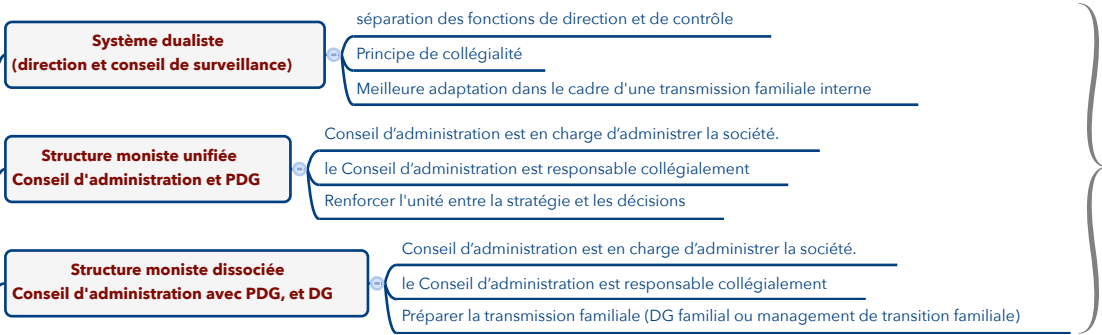 Système dualiste
(direction et conseil de surveillance)
séparation des fonctions de direction et de contrôle
Principe de collégialité
Meilleure adaptation dans le cadre d'une transmission familiale interne
Structure moniste unifiée
Conseil d'administration et PDG
Conseil d’administration est en charge d’administrer la société.
le Conseil d’administration est responsable collégialement
Renforcer l'unité entre la stratégie et les décisions
Structure moniste dissociée
Conseil d'administration avec PDG, et DG
Conseil d’administration est en charge d’administrer la société.
le Conseil d’administration est responsable collégialement
Préparer la transmission familiale (DG familial ou management de transition familiale)